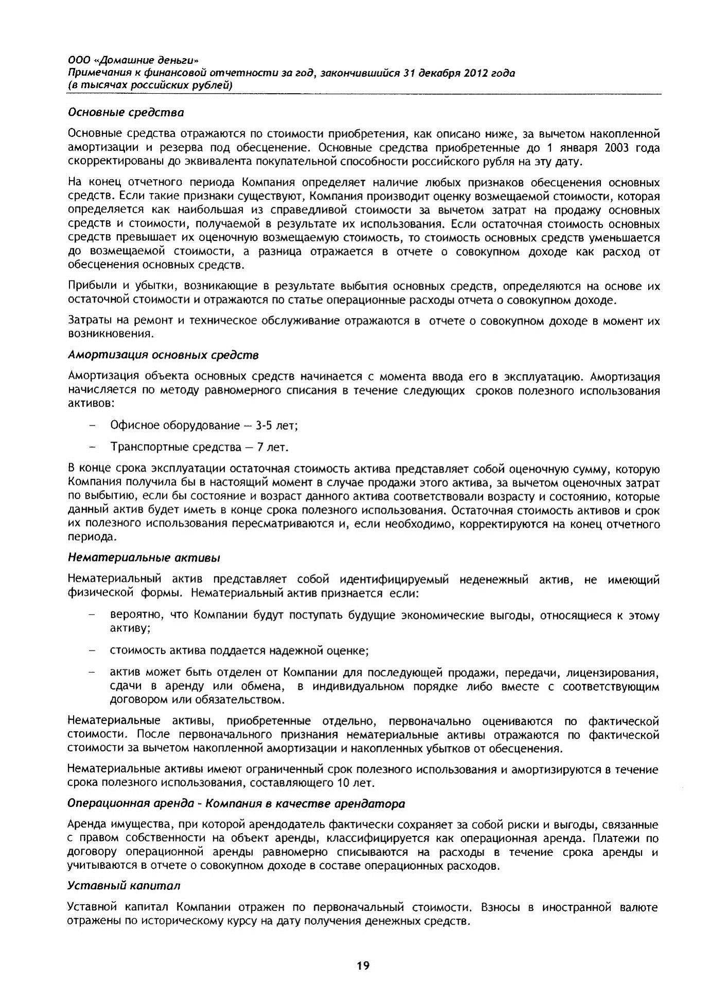 ООО «Домашние деньги»
Примечания к финансовой отчетности за год, закончившийся 31 декабря 2012 года
(в тысячах российских рублей)
Основные средства
Основные средства отражаются по стоимости приобретения, как описано ниже, за вычетом накопленной
амортизации и резерва под обесценение. Основные средства приобретенные до 1 января 2003 года
скорректированы до эквивалента покупательной способности российского рубля на эту дату.
На конец отчетного периода Компания определяет наличие любых признаков обесценения основных
средств. Если такие признаки существуют, Компания производит оценку возмещаемой стоимости, которая
определяется как наибольшая из справедливой стоимости за вычетом затрат на продажу основных
средств и стоимости, получаемой в результате их использования. Если остаточная стоимость основных
средств превышает их оценочную возмещаемую стоимость, то стоимость основных средств уменьшается
до возмещаемой стоимости, а разница отражается в отчете о совокупном доходе как расход от
обесценения основных средств.
Прибыли и убытки, возникающие в результате выбытия основных средств, определяются на основе их
остаточной стоимости и отражаются по статье операционные расходы отчета о совокупном доходе.
Затраты на ремонт и техническое обслуживание отражаются в отчете о совокупном доходе в момент их
возникновения.
Амортизация основных средств
Амортизация объекта основных средств начинается с момента ввода его в эксплуатацию. Амортизация
начисляется по методу равномерного списания в течение следующих сроков полезного использования
активов:
– Офисное оборудование — 3-5 лет;
– Транспортные средства — 7 лет.
В конце срока эксплуатации остаточная стоимость актива представляет собой оценочную сумму, которую
Компания получила бы в настоящий момент в случае продажи этого актива, за вычетом оценочных затрат
по выбытию, если бы состояние и возраст данного актива соответствовали возрасту и состоянию, которые
данный актив будет иметь в конце срока полезного использования. Остаточная стоимость активов и срок
их полезного использования пересматриваются и, если необходимо, корректируются на конец отчетного
периода.
Нематериальные активы
Нематериальный актив представляет собой идентифицируемый неденежный актив, не имеющий
физической формы. Нематериальный актив признается если:
– вероятно, что Компании будут поступать будущие экономические выгоды, относящиеся к этому
активу;
– стоимость актива поддается надежной оценке;
– актив может быть отделен от Компании для последующей продажи, передачи, лицензирования,
сдачи в аренду или обмена, в индивидуальном порядке либо вместе с соответствующим
договором или обязательством.
Нематериальные активы, приобретенные отдельно, первоначально оцениваются по фактической
стоимости. После первоначального признания нематериальные активы отражаются по фактической
стоимости за вычетом накопленной амортизации и накопленных убытков от обесценения.
Нематериальные активы имеют ограниченный срок полезного использования и амортизируются в течение
срока полезного использования, составляющего 10 лет.
Операционная аренда - Компания в качестве арендатора
Аренда имущества, при которой арендодатель фактически сохраняет за собой риски и выгоды, связанные
с правом собственности на объект аренды, классифицируется как операционная аренда. Платежи по
договору операционной аренды равномерно списываются на расходы в течение срока аренды и
учитываются в отчете о совокупном доходе в составе операционных расходов.
Уставный капитал
Уставной капитал Компании отражен по первоначальный стоимости. Взносы в иностранной валюте
отражены по историческому курсу на дату получения денежных средств.
19